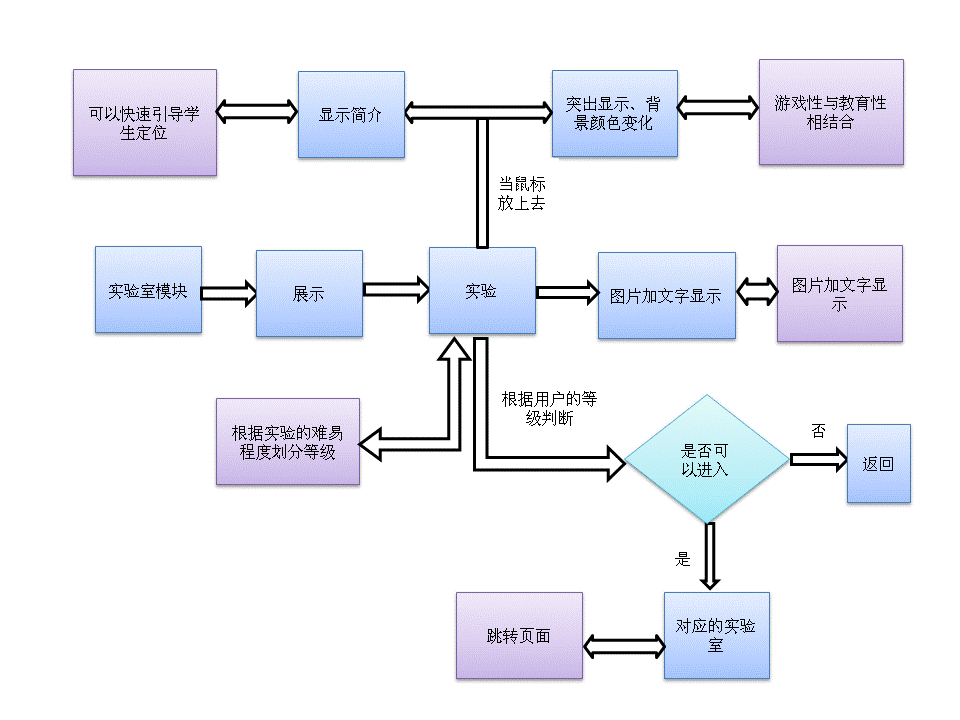 可以快速引导学
生定位
显示简介
突出显示、背
景颜色变化
游戏性与教育性
相结合
当鼠标
放上去
实验室模块
展示
实验
图片加文字显示
图片加文字显
示
根据实验的难易
程度划分等级
根据用户的等
级判断
是否可
以进入
否
返回
是
跳转页面
对应的实验
室